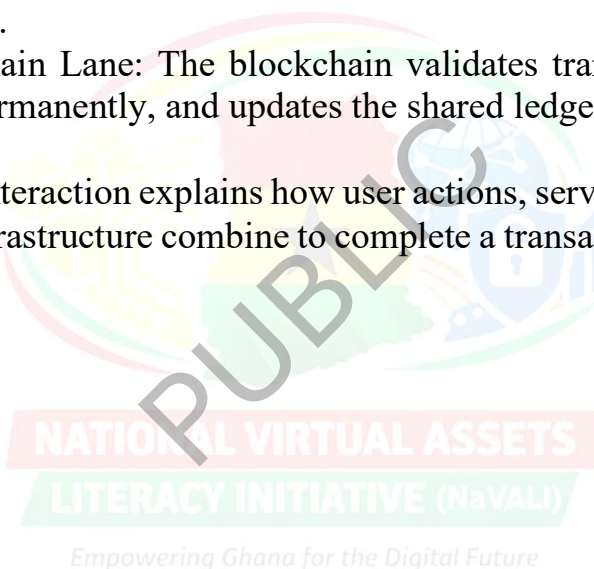 .
ain Lane: The blockchain validates tra
rmanently, and updates the shared ledge
nteraction explains how user actions, serv
rastructure combine to complete a transa
PUBLIC
NATIONAL VIRTUAL ASSETS
LITERACY INITIATIVE (NaVALI)
Empowering Ghana for the Digital Future